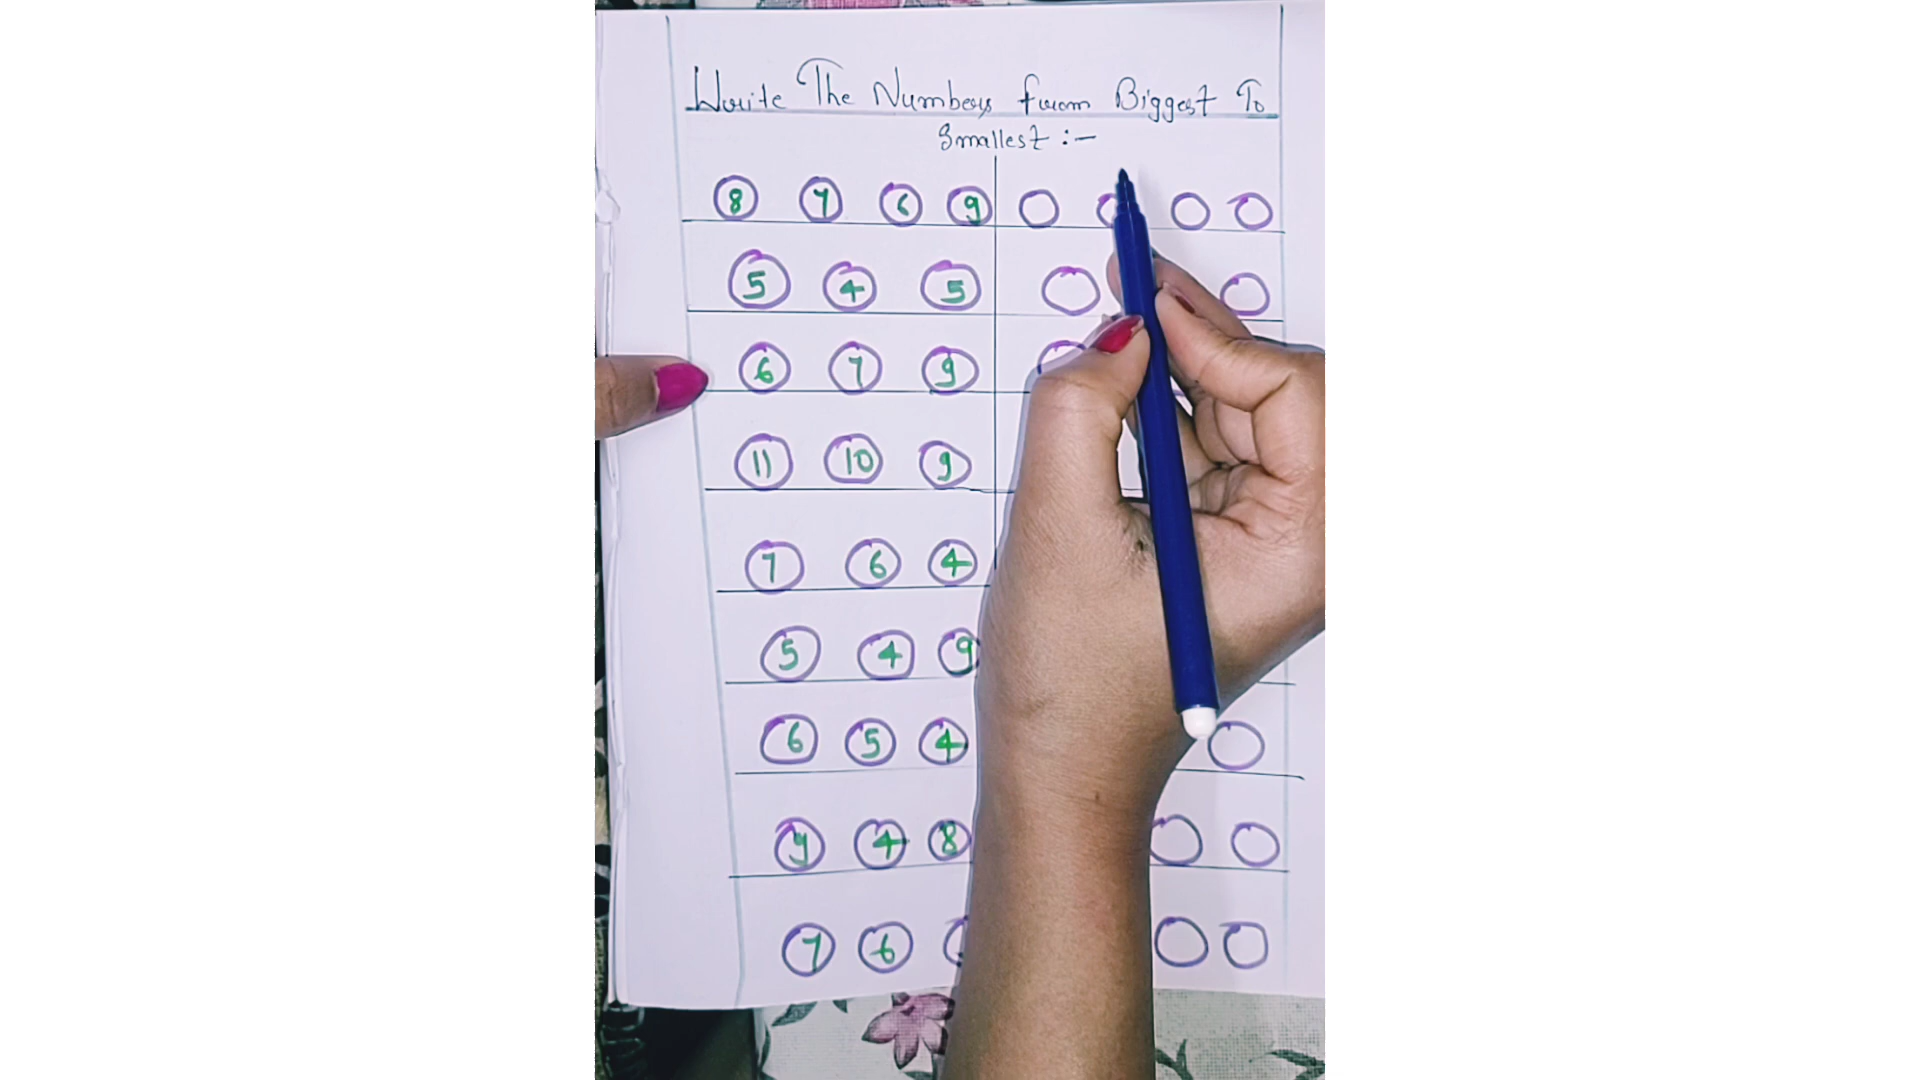 Write The Numbers from Biggest To
Smallest :-
8 7 6 9
5 4 5
6 7 9
11 10 9
7 6 4
5 4 9
6 5 4
9 4 8
7 6